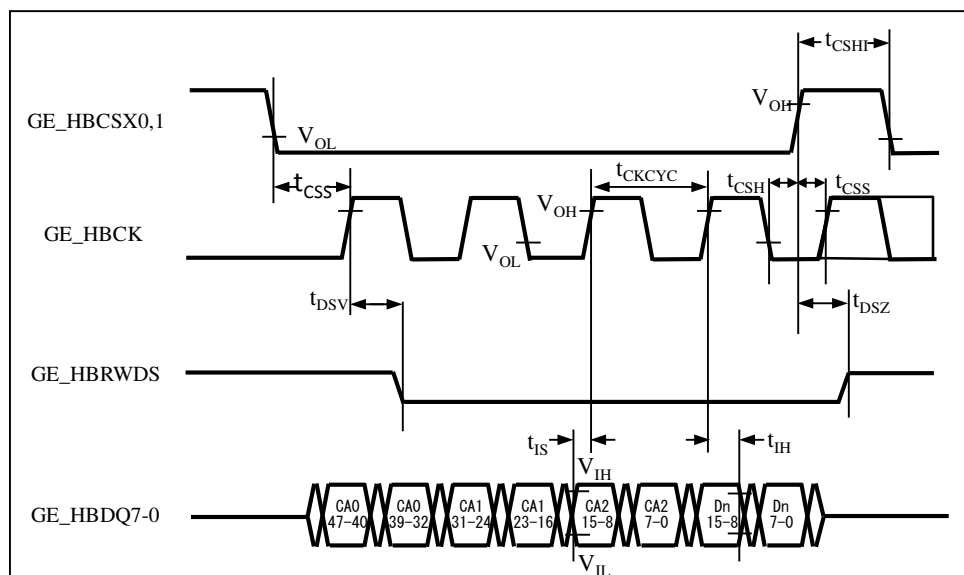 tCSHI
GE_HBCSX0,1
VOH
VOL
tCSS
tCKCYC
tCSH
tCSS
GE_HBCK
VOH
VOL
tDSV
tDSZ
GE_HBRWDS
tIS
tIH
VIH
GE_HBDQ7-0
CA0
47-40
CA0
39-32
CA1
31-24
CA1
23-16
CA2
15-8
CA2
7-0
Dn
15-8
Dn
7-0
VIL